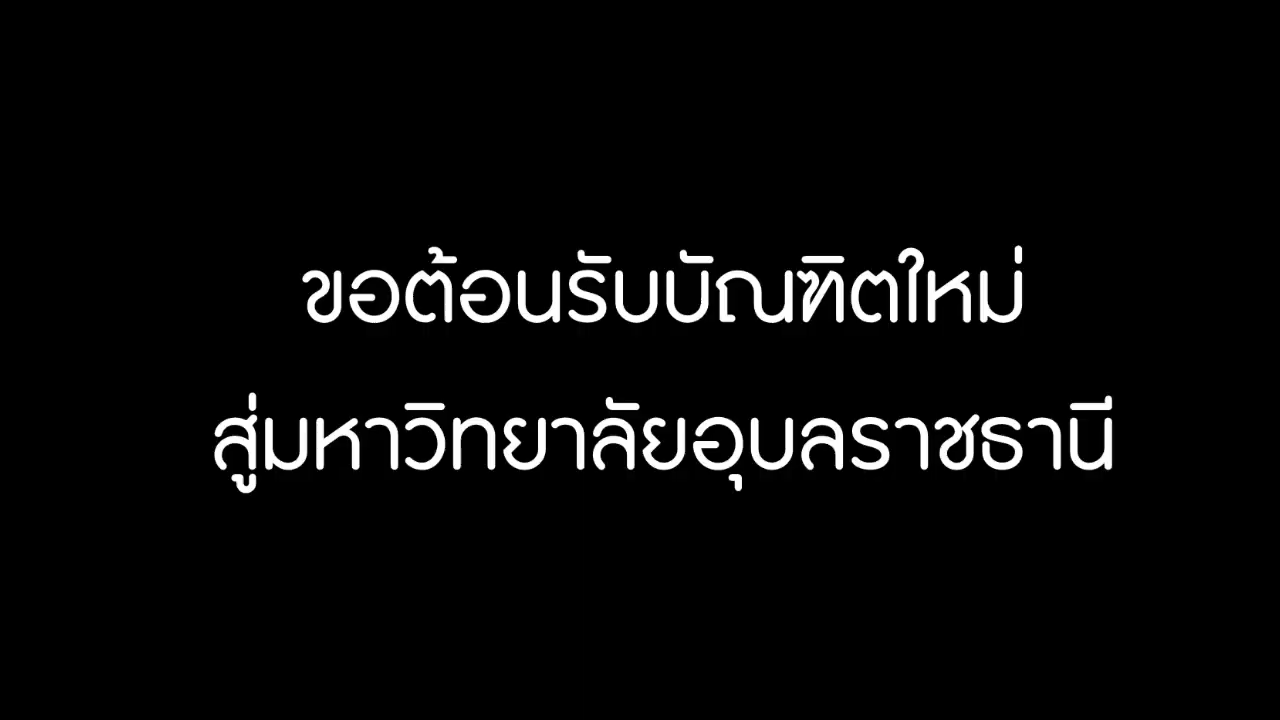 ขอต้อนรับบัณฑิตใหม่
สู่มหาวิทยาลัยอุบลราชธานี